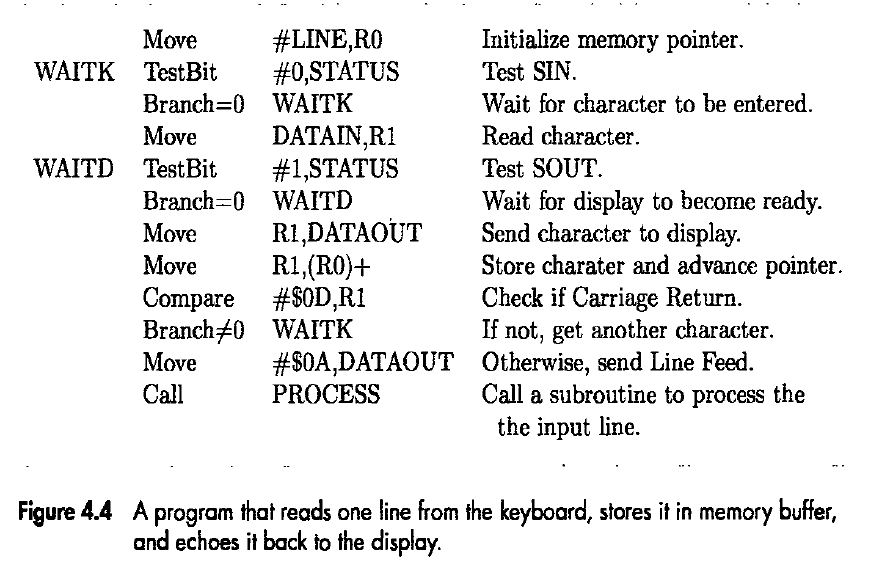 Move #LINE,R0 Initialize memory pointer.
WAITK TestBit #0,STATUS Test SIN.
Branch=0 WAITK Wait for character to be entered.
Move DATAIN,R1 Read character.
WAITD TestBit #1,STATUS Test SOUT.
Branch=0 WAITD Wait for display to become ready.
Move R1,DATAOUT Send character to display.
Move R1,(R0)+ Store charater and advance pointer.
Compare #$0D,R1 Check if Carriage Return.
Branch≠0 WAITK If not, get another character.
Move #$0A,DATAOUT Otherwise, send Line Feed.
Call PROCESS Call a subroutine to process the
the input line.
Figure 4.4 A program that reads one line from the keyboard, stores it in memory buffer,
and echoes it back to the display.